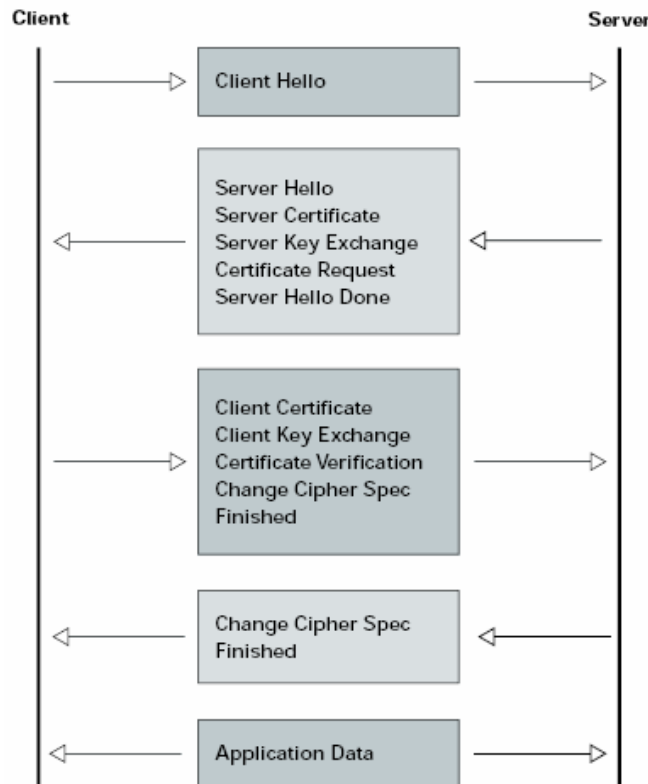 Client
Server
Client Hello
Server Hello
Server Certificate
Server Key Exchange
Certificate Request
Server Hello Done
Client Certificate
Client Key Exchange
Certificate Verification
Change Cipher Spec
Finished
Change Cipher Spec
Finished
Application Data